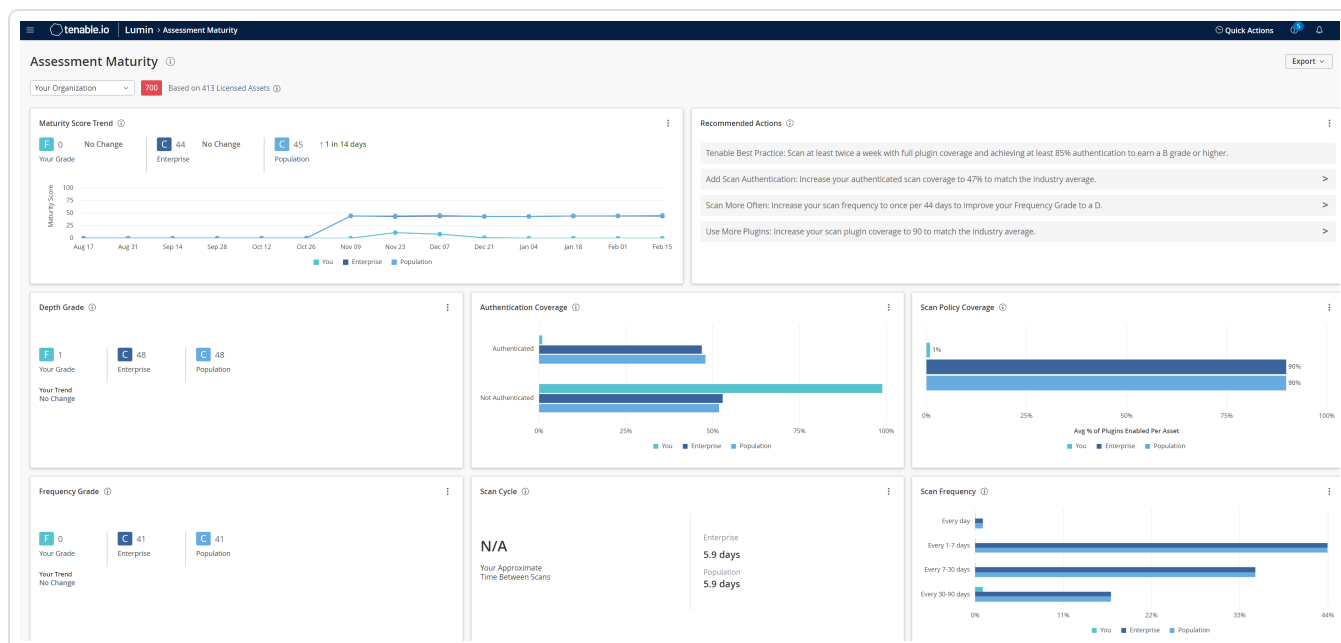 tenable.io Lumin > Assessment Maturity
Quick Actions 5
Assessment Maturity
Export
Your Organization 700 Based on 413 Licensed Assets
Maturity Score Trend
F 0 No Change C 44 No Change C 45 ↑ 1 in 14 days
Your Grade Enterprise Population
Maturity Score
100
75
50
25
0
Aug 17 Aug 31 Sep 14 Sep 28 Oct 12 Oct 26 Nov 09 Nov 23 Dec 07 Dec 21 Jan 04 Jan 18 Feb 01 Feb 15
You Enterprise Population
Recommended Actions
Tenable Best Practice: Scan at least twice a week with full plugin coverage and achieving at least 85% authentication to earn a B grade or higher.
Add Scan Authentication: Increase your authenticated scan coverage to 47% to match the industry average. >
Scan More Often: Increase your scan frequency to once per 44 days to improve your Frequency Grade to a D. >
Use More Plugins: Increase your scan plugin coverage to 90 to match the industry average. >
Depth Grade
F 1 C 48 C 48
Your Grade Enterprise Population
Your Trend
No Change
Authentication Coverage
Authenticated
Not Authenticated
0% 25% 50% 75% 100%
You Enterprise Population
Scan Policy Coverage
1%
90%
90%
0% 25% 50% 75% 100%
Avg % of Plugins Enabled Per Asset
You Enterprise Population
Frequency Grade
F 0 C 41 C 41
Your Grade Enterprise Population
Your Trend
No Change
Scan Cycle
N/A
Your Approximate
Time Between Scans
Enterprise
5.9 days
Population
5.9 days
Scan Frequency
Every day
Every 1-7 days
Every 7-30 days
Every 30-90 days
0% 11% 22% 33% 44%
You Enterprise Population